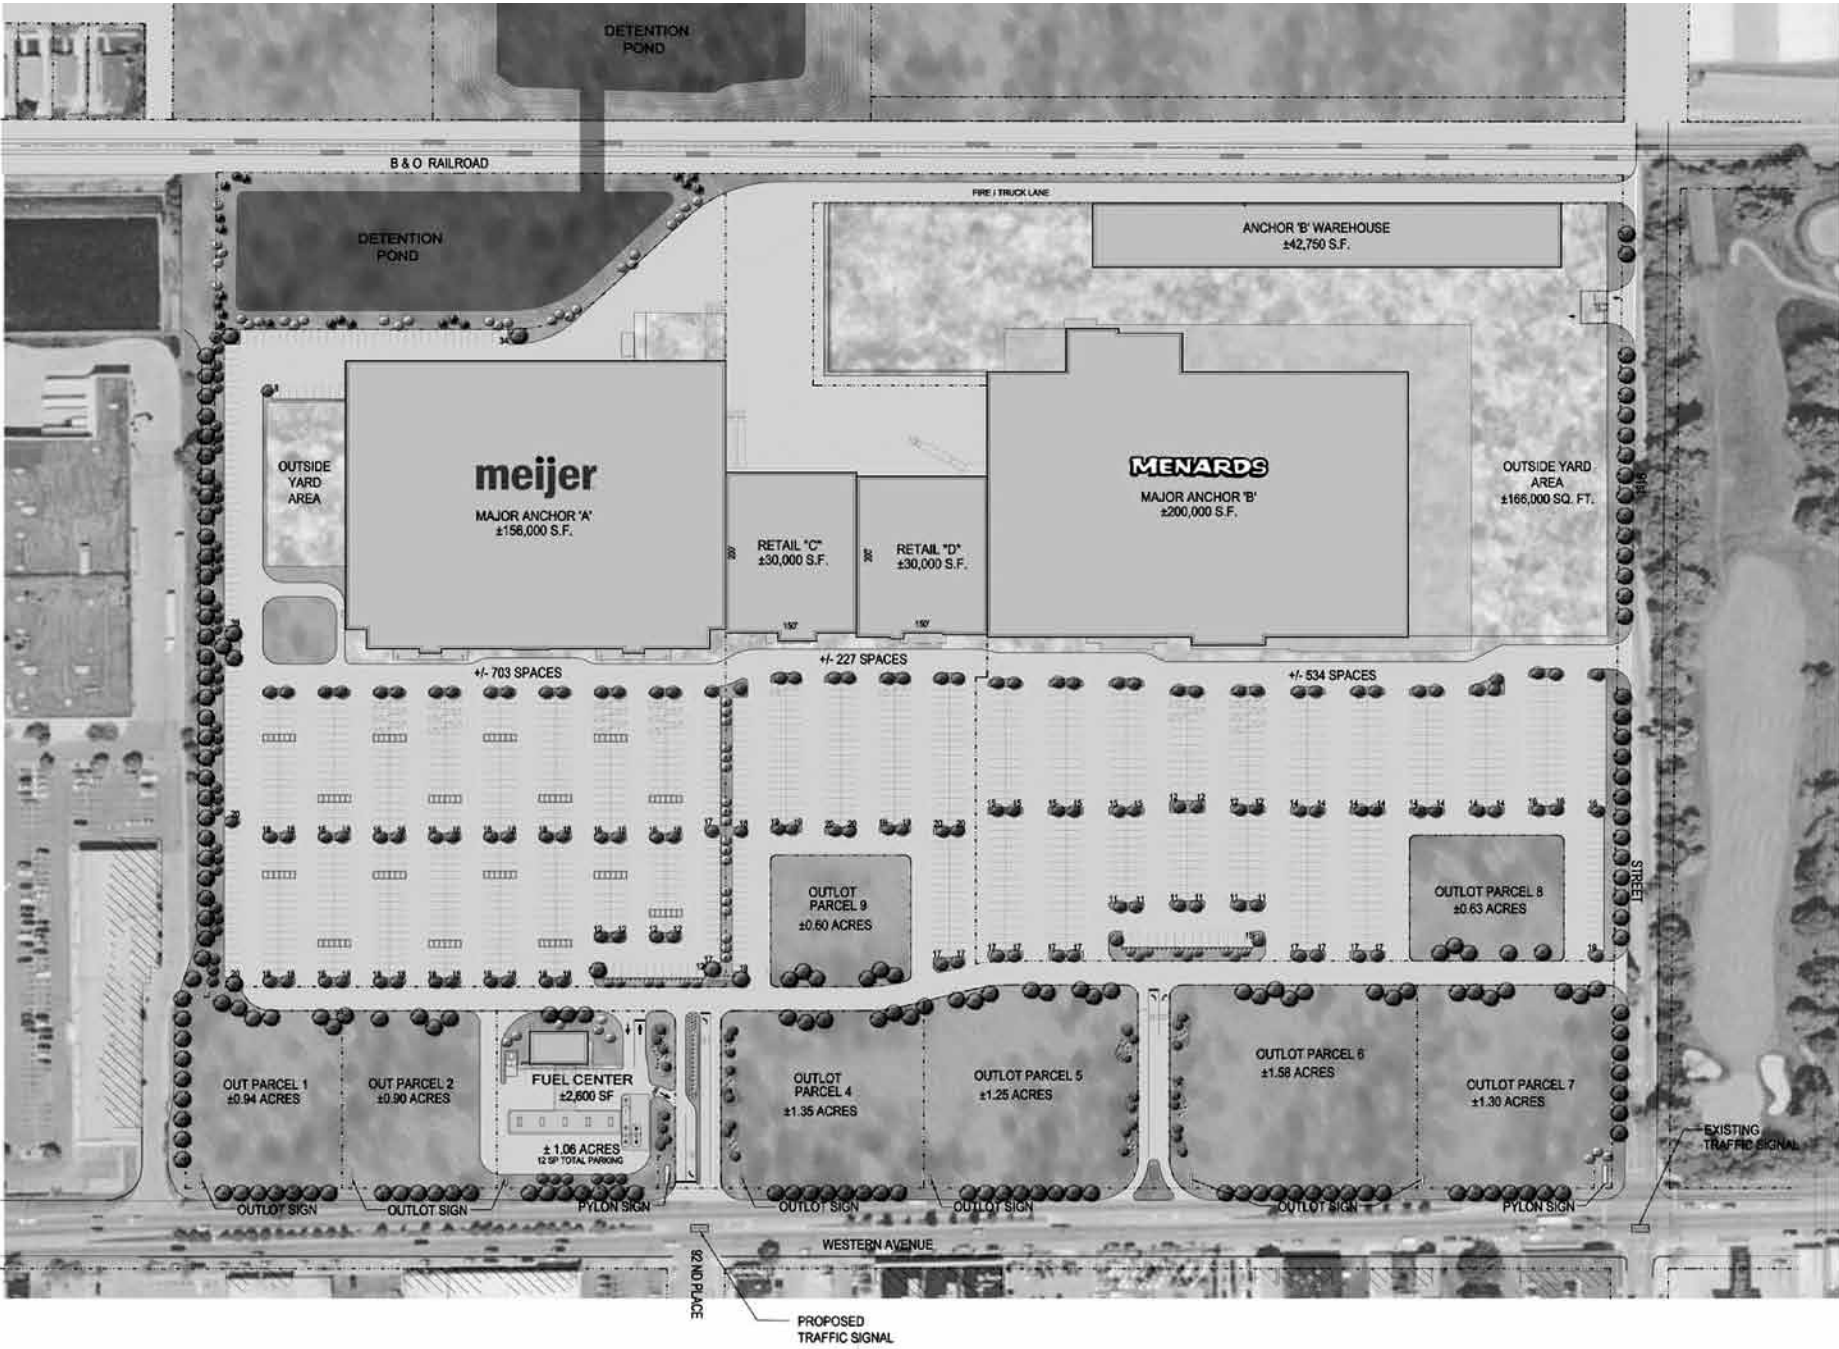 DETENTION
POND
B & O RAILROAD
FIRE / TRUCK LANE
DETENTION
POND
ANCHOR 'B' WAREHOUSE
±42,750 S.F.
OUTSIDE
YARD
AREA
meijer
MAJOR ANCHOR 'A'
±156,000 S.F.
RETAIL "C"
±30,000 S.F.
200'
150'
RETAIL "D"
±30,000 S.F.
200'
150'
MENARDS
MAJOR ANCHOR 'B'
±200,000 S.F.
OUTSIDE YARD
AREA
±166,000 SQ. FT.
91ST
STREET
+/- 703 SPACES
+/- 227 SPACES
+/- 534 SPACES
OUTLOT
PARCEL 9
±0.60 ACRES
OUTLOT PARCEL 8
±0.63 ACRES
OUT PARCEL 1
±0.94 ACRES
OUT PARCEL 2
±0.90 ACRES
FUEL CENTER
±2,600 SF
± 1.06 ACRES
12 SP TOTAL PARKING
OUTLOT
PARCEL 4
±1.35 ACRES
OUTLOT PARCEL 5
±1.25 ACRES
OUTLOT PARCEL 6
±1.58 ACRES
OUTLOT PARCEL 7
±1.30 ACRES
EXISTING
TRAFFIC SIGNAL
OUTLOT SIGN
OUTLOT SIGN
PYLON SIGN
OUTLOT SIGN
OUTLOT SIGN
OUTLOT SIGN
PYLON SIGN
WESTERN AVENUE
92 ND PLACE
PROPOSED
TRAFFIC SIGNAL